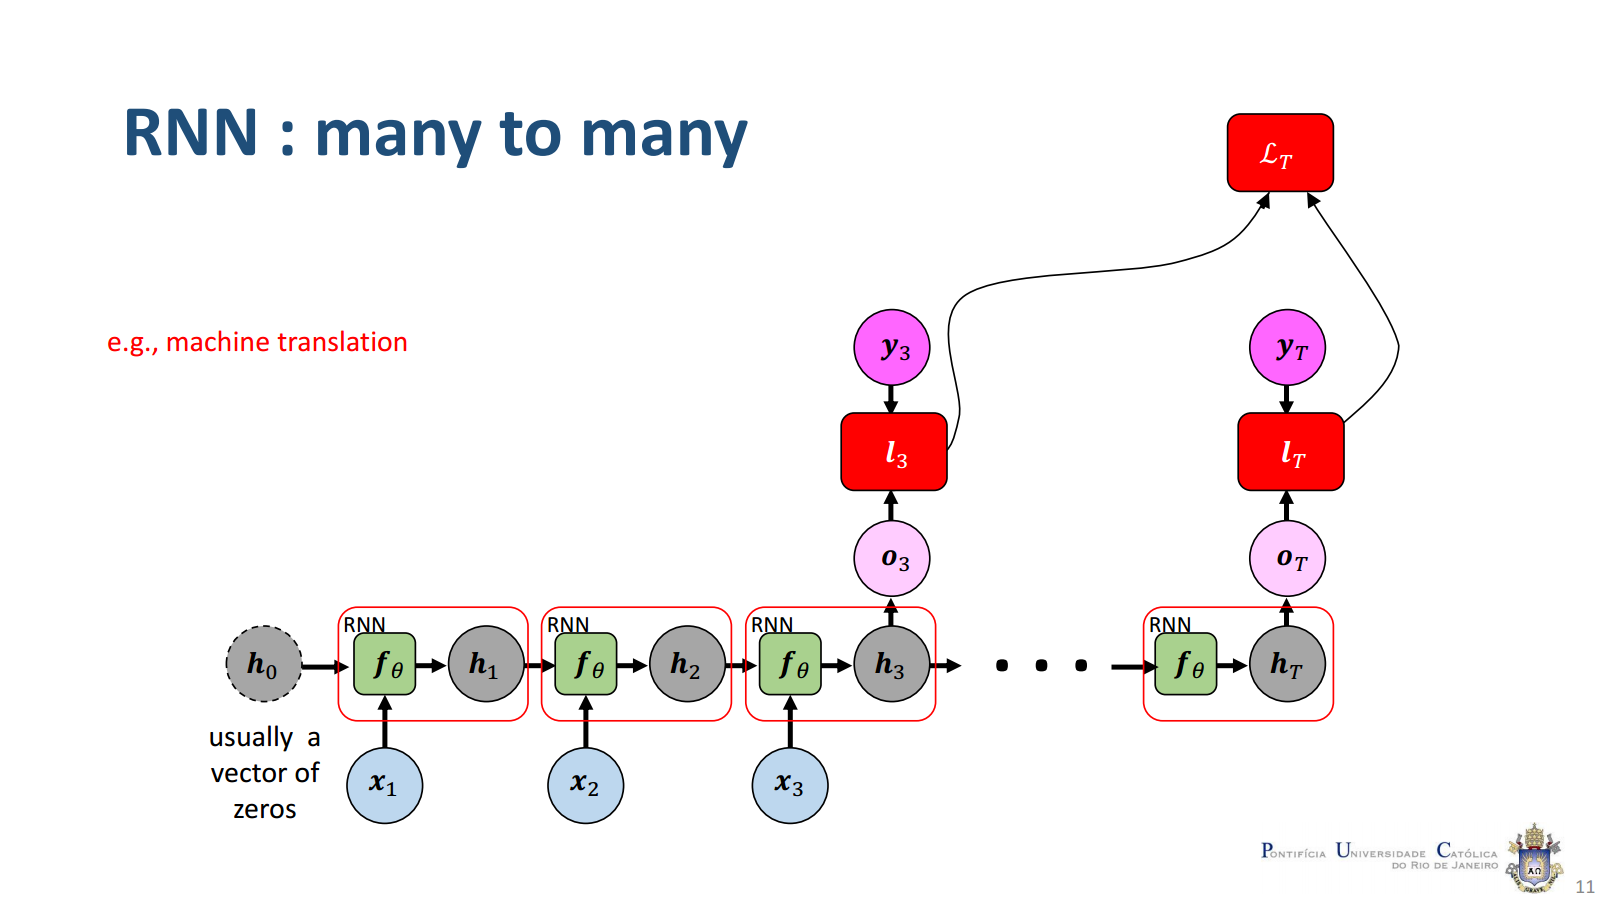 RNN : many to many
ℒ_T
e.g., machine translation
y_3
y_T
l_3
l_T
o_3
o_T
RNN
RNN
RNN
RNN
h_0
f_θ
h_1
f_θ
h_2
f_θ
h_3
f_θ
h_T
usually a
vector of
zeros
x_1
x_2
x_3
PONTIFÍCIA UNIVERSIDADE CATÓLICA
DO RIO DE JANEIRO
ΑΩ
11